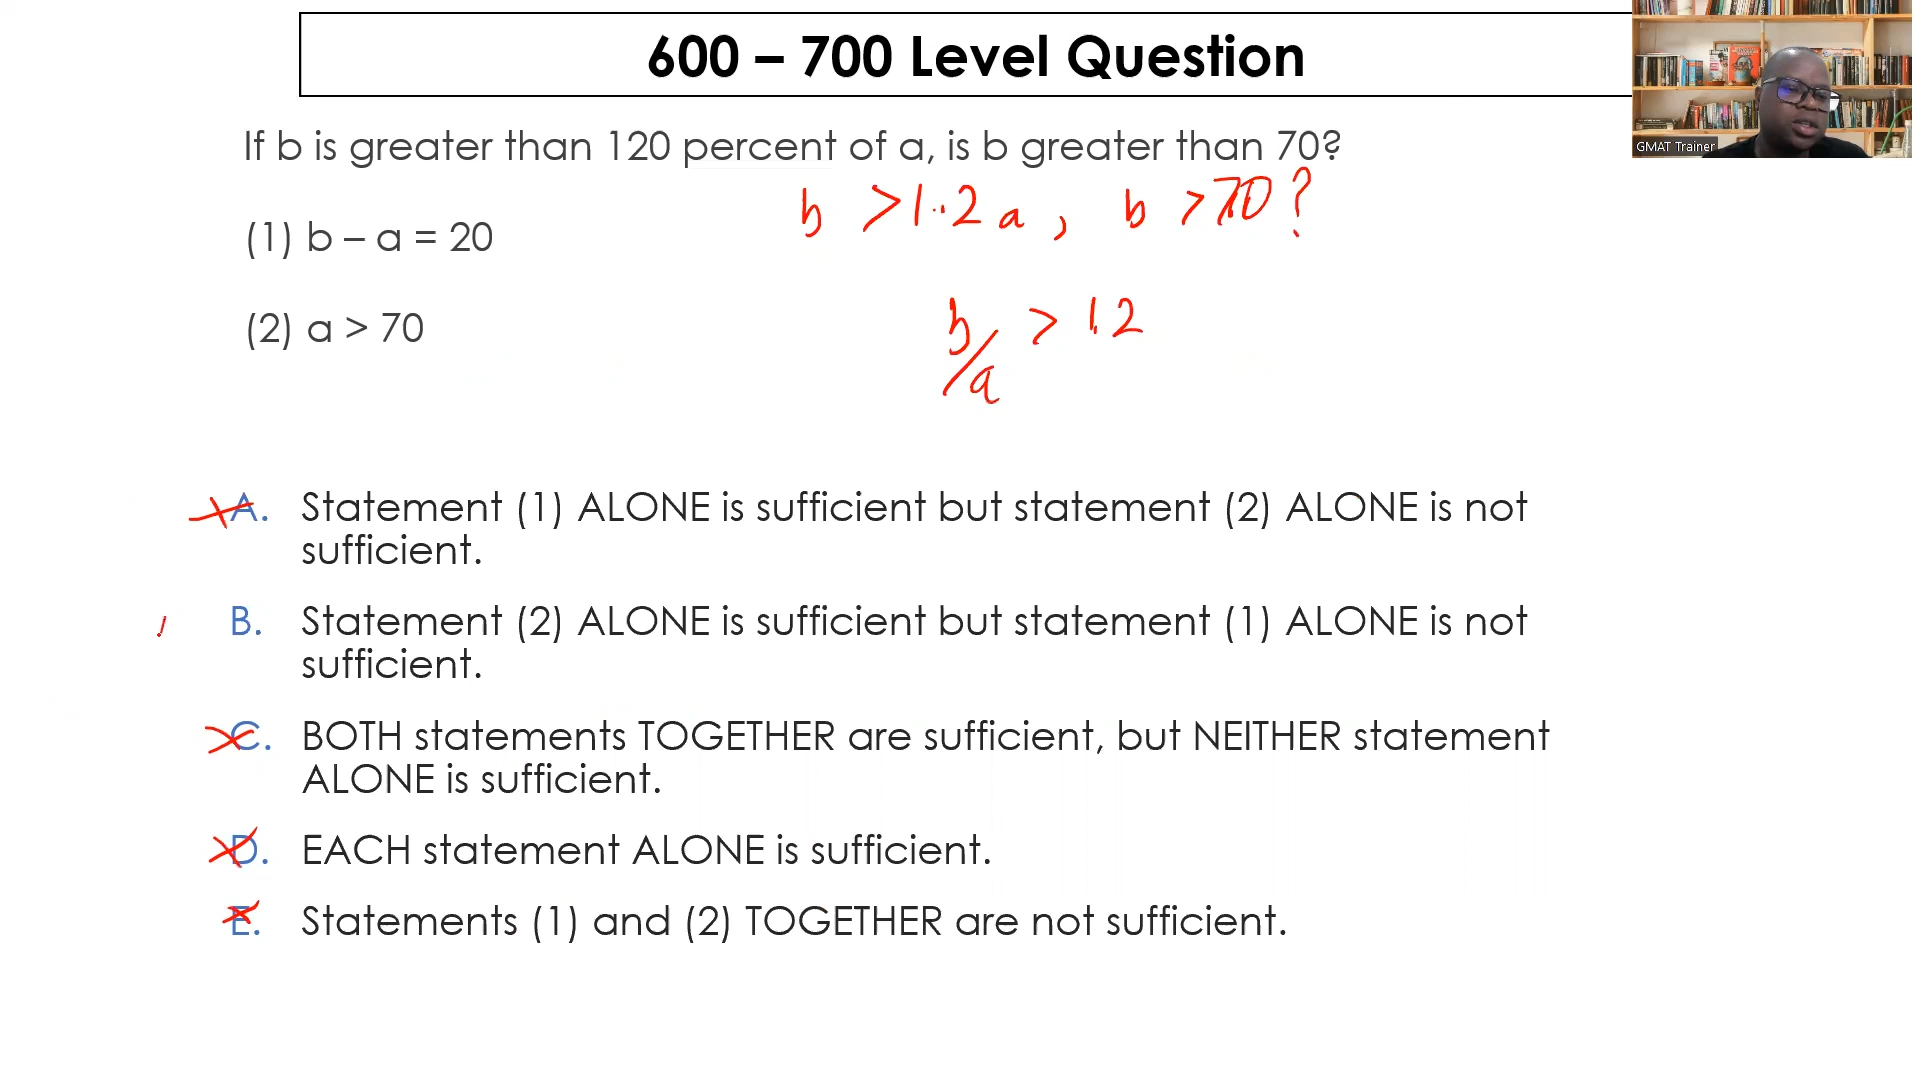 600 – 700 Level Question
GMAT Trainer
If b is greater than 120 percent of a, is b greater than 70?
b > 1.2 a , b > 70 ?
(1) b – a = 20
(2) a > 70
b/a > 1.2
A. Statement (1) ALONE is sufficient but statement (2) ALONE is not
sufficient.
B. Statement (2) ALONE is sufficient but statement (1) ALONE is not
sufficient.
C. BOTH statements TOGETHER are sufficient, but NEITHER statement
ALONE is sufficient.
D. EACH statement ALONE is sufficient.
E. Statements (1) and (2) TOGETHER are not sufficient.